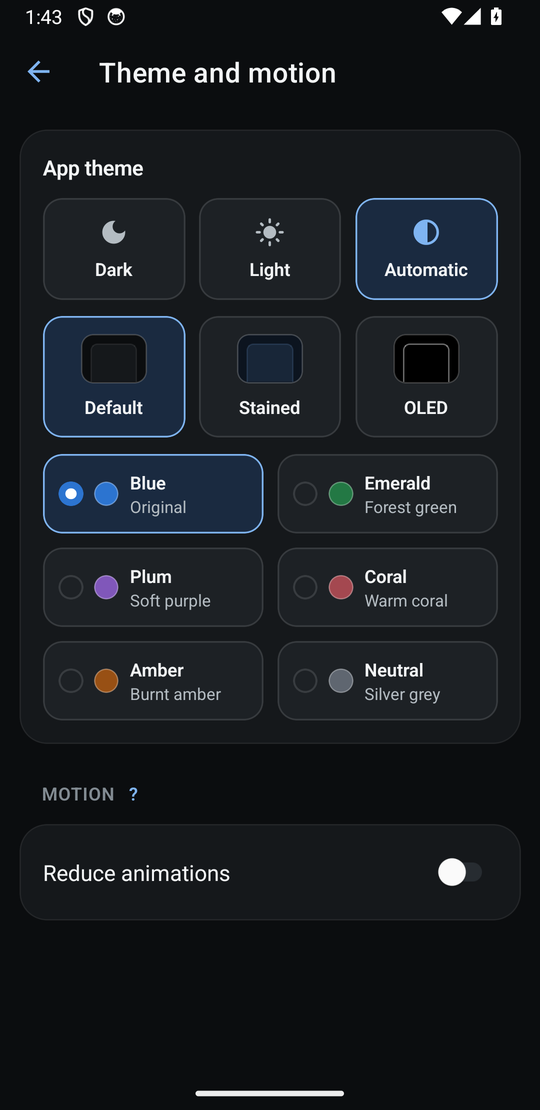 1:43
Theme and motion
App theme
Dark
Light
Automatic
Default
Stained
OLED
Blue
Original
Emerald
Forest green
Plum
Soft purple
Coral
Warm coral
Amber
Burnt amber
Neutral
Silver grey
MOTION ?
Reduce animations